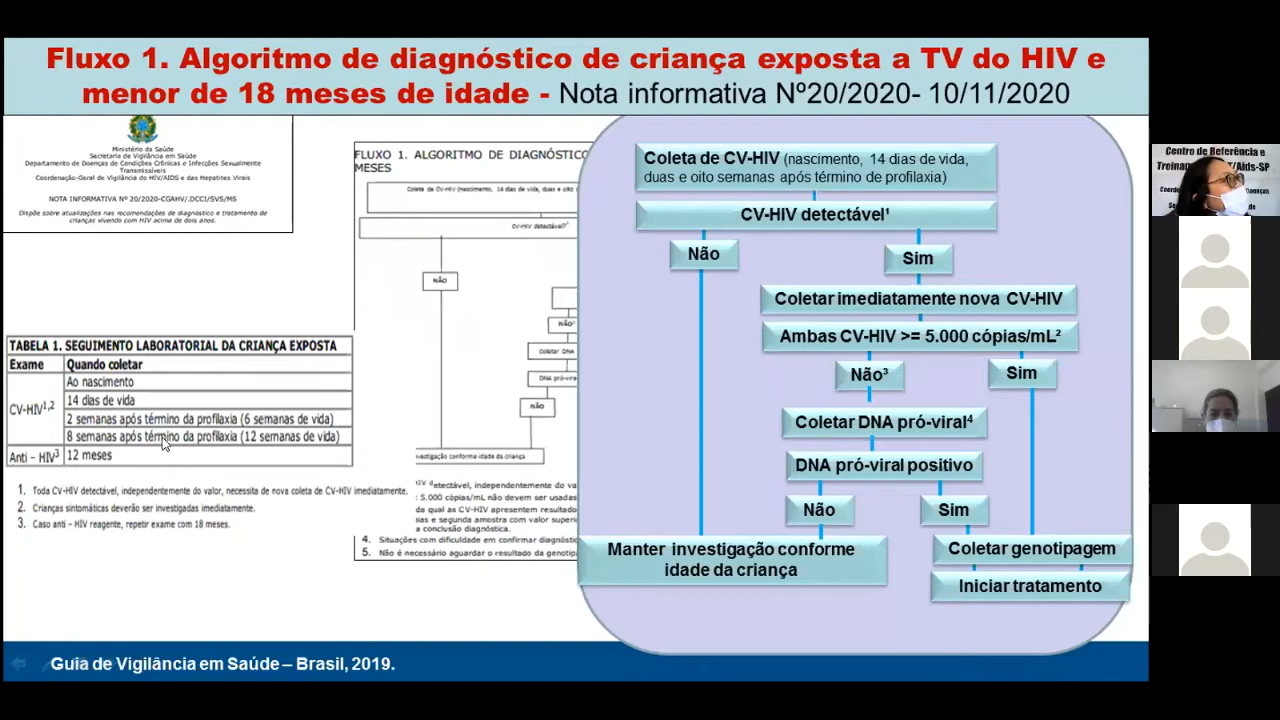 Fluxo 1. Algoritmo de diagnóstico de criança exposta a TV do HIV e
menor de 18 meses de idade - Nota informativa Nº20/2020- 10/11/2020
Ministério da Saúde
Secretaria de Vigilância em Saúde
Departamento de Doenças de Condições Crônicas e Infecções Sexualmente
Transmissíveis
Coordenação-Geral de Vigilância do HIV/AIDS e das Hepatites Virais
NOTA INFORMATIVA Nº 20/2020-CGAHV/.DCCI/SVS/MS
Dispõe sobre atualizações nas recomendações de diagnóstico e tratamento de
crianças vivendo com HIV acima de dois anos.
TABELA 1. SEGUIMENTO LABORATORIAL DA CRIANÇA EXPOSTA
Exame Quando coletar
CV-HIV1,2
Ao nascimento
14 dias de vida
2 semanas após término da profilaxia (6 semanas de vida)
8 semanas após término da profilaxia (12 semanas de vida)
Anti – HIV3 12 meses
1. Toda CV-HIV detectável, independentemente do valor, necessita de nova coleta de CV-HIV imediatamente.
2. Crianças sintomáticas deverão ser investigadas imediatamente.
3. Caso anti – HIV reagente, repetir exame com 18 meses.
FLUXO 1. ALGORITMO DE DIAGNÓSTICO
MESES
Coleta de CV-HIV (nascimento, 14 dias de vida, duas e oito sem
CV-HIV detectável?
NÃO
NÃO
Coletar DNA
DNA pró-vira
NÃO
nvestigação conforme idade da criança
etectável, independentemente do va
5.000 cópias/mL não devem ser usadas
da qual as CV-HIV apresentem resultado
ias e segunda amostra com valor superi
a conclusão diagnóstica.
4. Situações com dificuldade em confirmar diagnósti
5. Não é necessário aguardar o resultado da genotip
Coleta de CV-HIV (nascimento, 14 dias de vida,
duas e oito semanas após término de profilaxia)
CV-HIV detectável¹
Não
Sim
Coletar imediatamente nova CV-HIV
Ambas CV-HIV >= 5.000 cópias/mL²
Não³
Sim
Coletar DNA pró-viral⁴
DNA pró-viral positivo
Não
Sim
Manter investigação conforme
idade da criança
Coletar genotipagem
Iniciar tratamento
Guia de Vigilância em Saúde – Brasil, 2019.
Centro de Referência e